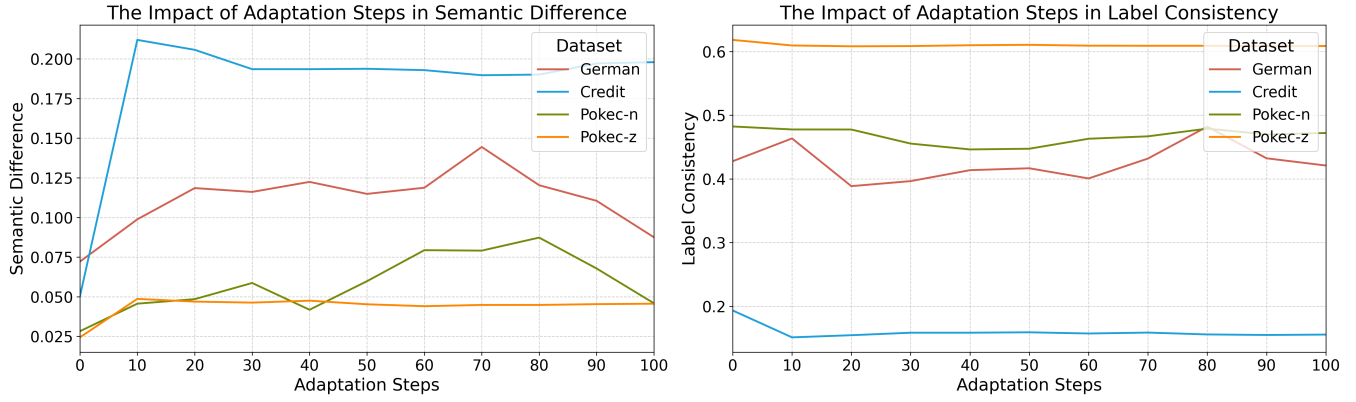 The Impact of Adaptation Steps in Semantic Difference
Semantic Difference
0.200
0.175
0.150
0.125
0.100
0.075
0.050
0.025
Dataset
German
Credit
Pokec-n
Pokec-z
0 10 20 30 40 50 60 70 80 90 100
Adaptation Steps
The Impact of Adaptation Steps in Label Consistency
Label Consistency
0.6
0.5
0.4
0.3
0.2
Dataset
German
Credit
Pokec-n
Pokec-z
0 10 20 30 40 50 60 70 80 90 100
Adaptation Steps